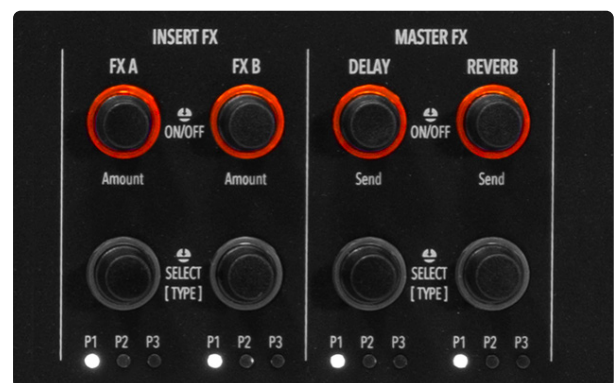 INSERT FX MASTER FX
FX A FX B DELAY REVERB
ON/OFF ON/OFF
Amount Amount Send Send
SELECT SELECT
[ TYPE ] [ TYPE ]
P1 P2 P3 P1 P2 P3 P1 P2 P3 P1 P2 P3